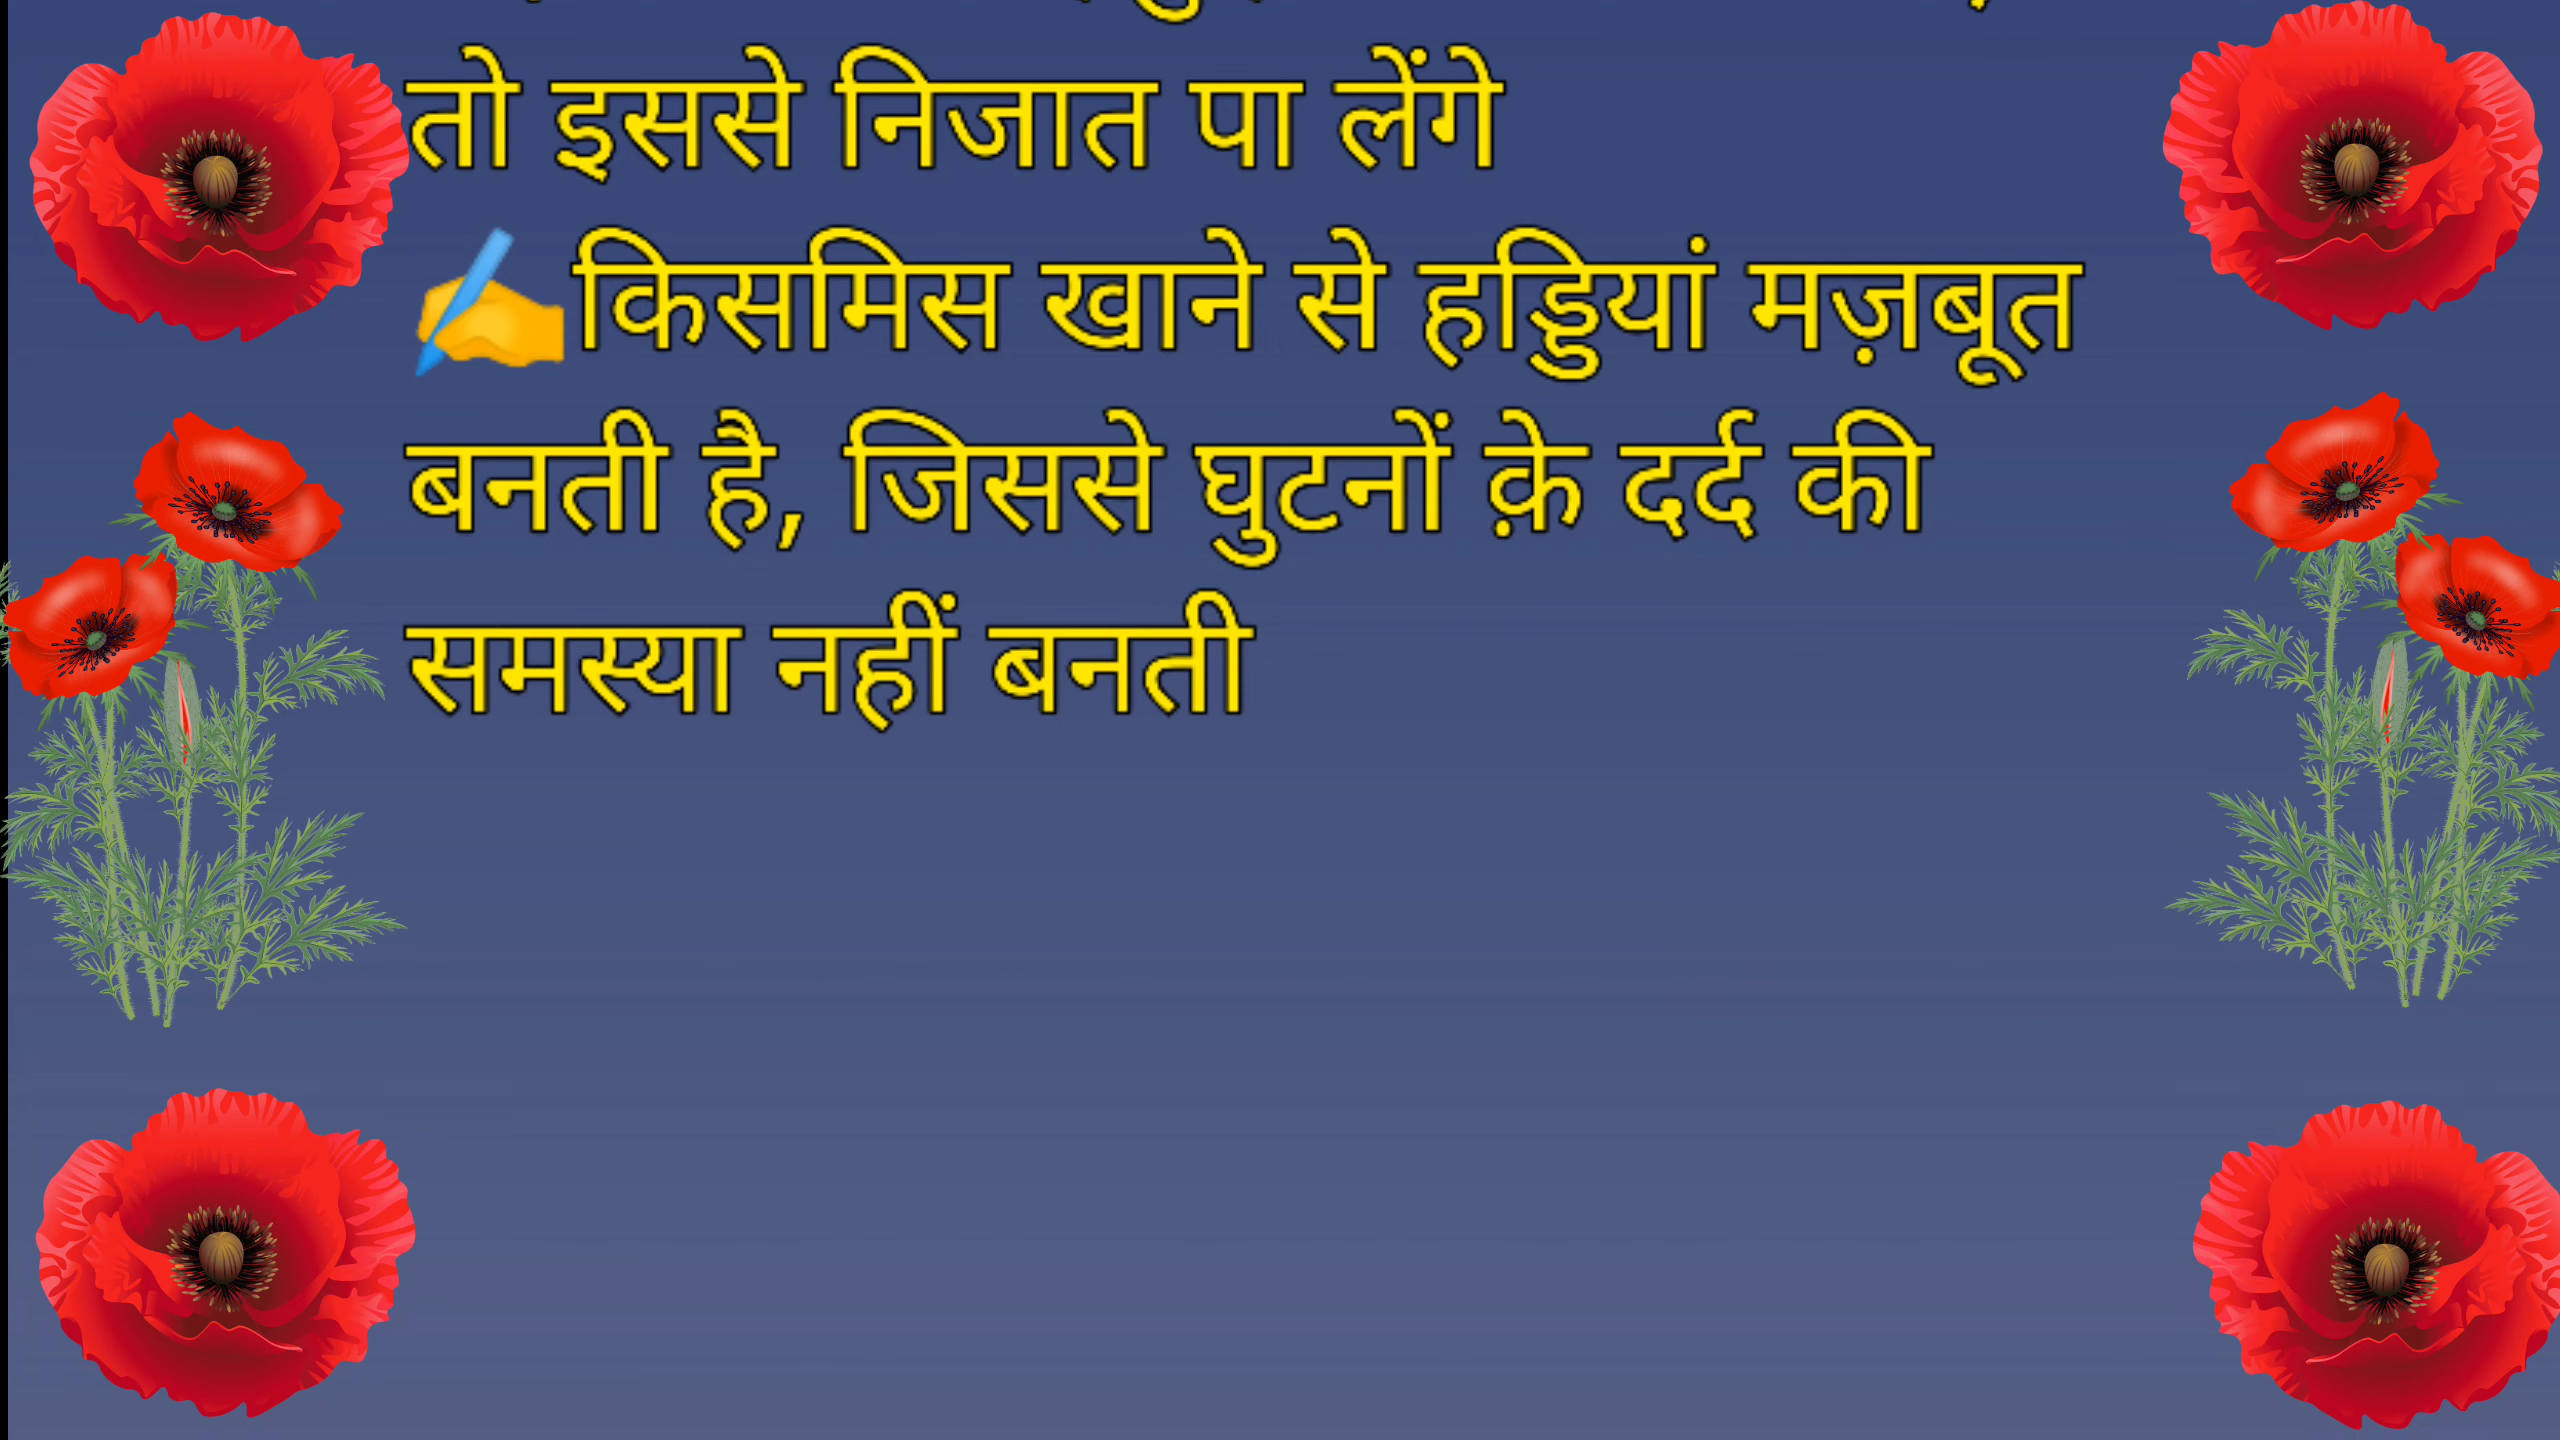 तो इससे निजात पा लेंगे
✍️किसमिस खाने से हड्डियां मज़बूत
बनती है, जिससे घुटनों क़े दर्द की
समस्या नहीं बनती